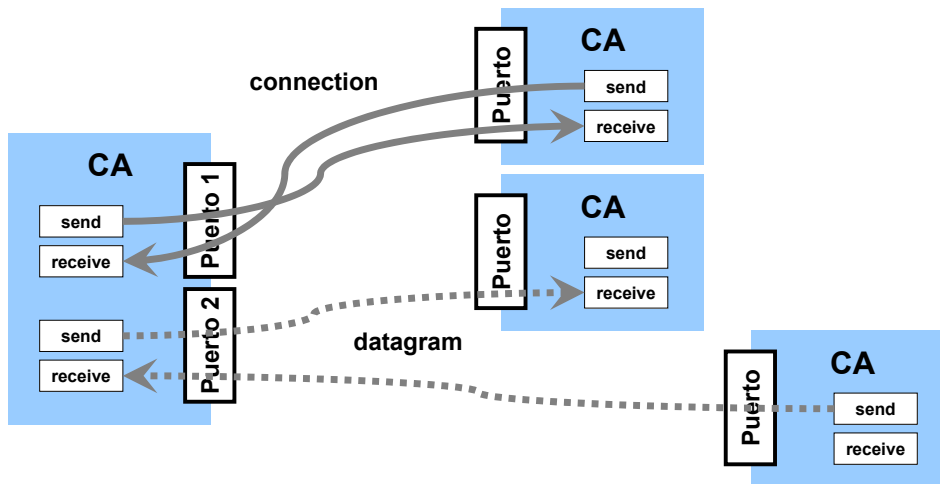 connection
CA
Puerto 1
send
receive
Puerto 2
send
receive
CA
Puerto
send
receive
CA
Puerto
send
receive
datagram
CA
Puerto
send
receive